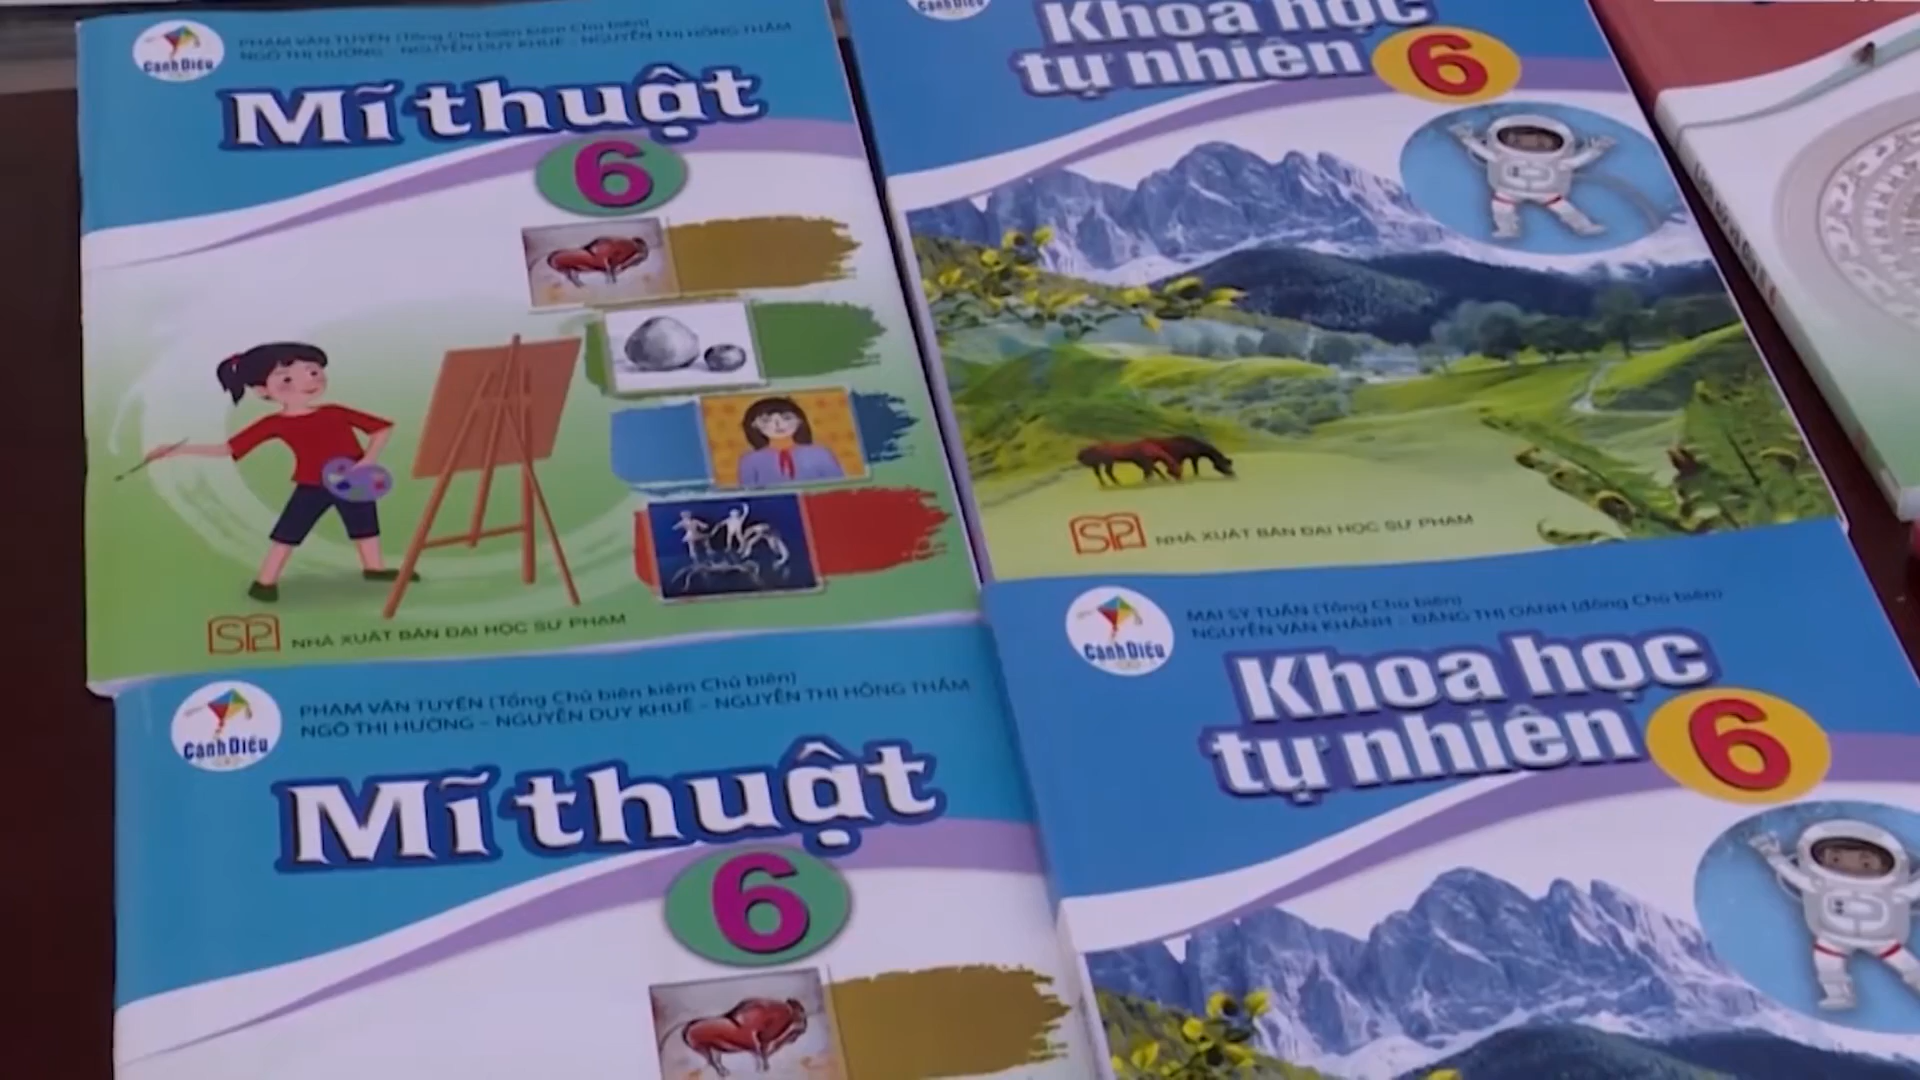 Cánh Diều
PHẠM VĂN TUYẾN (Tổng Chủ biên kiêm Chủ biên)
NGÔ THỊ HƯỜNG – NGUYỄN DUY KHUÊ – NGUYỄN THỊ HỒNG THẮM
Mĩ thuật
6
NHÀ XUẤT BẢN ĐẠI HỌC SƯ PHẠM
Cánh Diều
Khoa học
tự nhiên 6
NHÀ XUẤT BẢN ĐẠI HỌC SƯ PHẠM
Cánh Diều
PHẠM VĂN TUYẾN (Tổng Chủ biên kiêm Chủ biên)
NGÔ THỊ HƯỜNG – NGUYỄN DUY KHUÊ – NGUYỄN THỊ HỒNG THẮM
Mĩ thuật
6
Cánh Diều
MAI SỸ TUẤN (Tổng Chủ biên)
NGUYỄN VĂN KHÁNH – ĐẶNG THỊ OANH (đồng Chủ biên)
Khoa học
tự nhiên 6